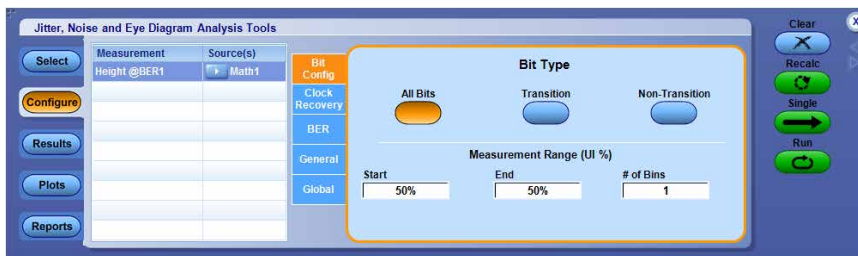 Jitter, Noise and Eye Diagram Analysis Tools
Clear
Select
Measurement
Source(s)
Height @BER1
Math1
Bit
Config
Clock
Recovery
BER
General
Global
Bit Type
All Bits
Transition
Non-Transition
Measurement Range (UI %)
Start
End
# of Bins
50%
50%
1
Configure
Results
Plots
Reports
Recalc
Single
Run